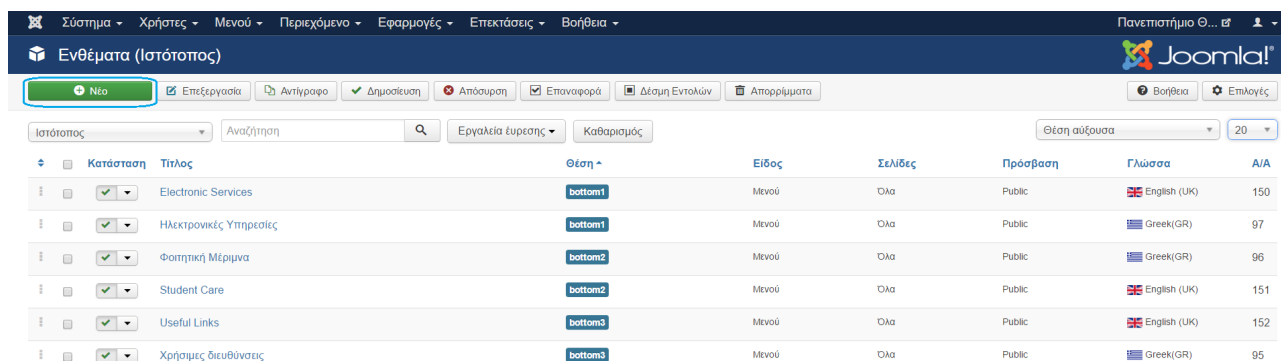 Σύστημα Χρήστες Μενού Περιεχόμενο Εφαρμογές Επεκτάσεις Βοήθεια Πανεπιστήμιο Θ...
Ενθέματα (Ιστότοπος) Joomla!®
Νέο Επεξεργασία Αντίγραφο Δημοσίευση Απόσυρση Επαναφορά Δέσμη Εντολών Απορρίμματα Βοήθεια Επιλογές
Ιστότοπος Αναζήτηση Εργαλεία έυρεσης Καθαρισμός Θέση αύξουσα 20
Κατάσταση Τίτλος Θέση Είδος Σελίδες Πρόσβαση Γλώσσα Α/Α
Electronic Services bottom1 Μενού Όλα Public English (UK) 150
Ηλεκτρονικές Υπηρεσίες bottom1 Μενού Όλα Public Greek(GR) 97
Φοιτητική Μέριμνα bottom2 Μενού Όλα Public Greek(GR) 96
Student Care bottom2 Μενού Όλα Public English (UK) 151
Useful Links bottom3 Μενού Όλα Public English (UK) 152
Χρήσιμες διευθύνσεις bottom3 Μενού Όλα Public Greek(GR) 95